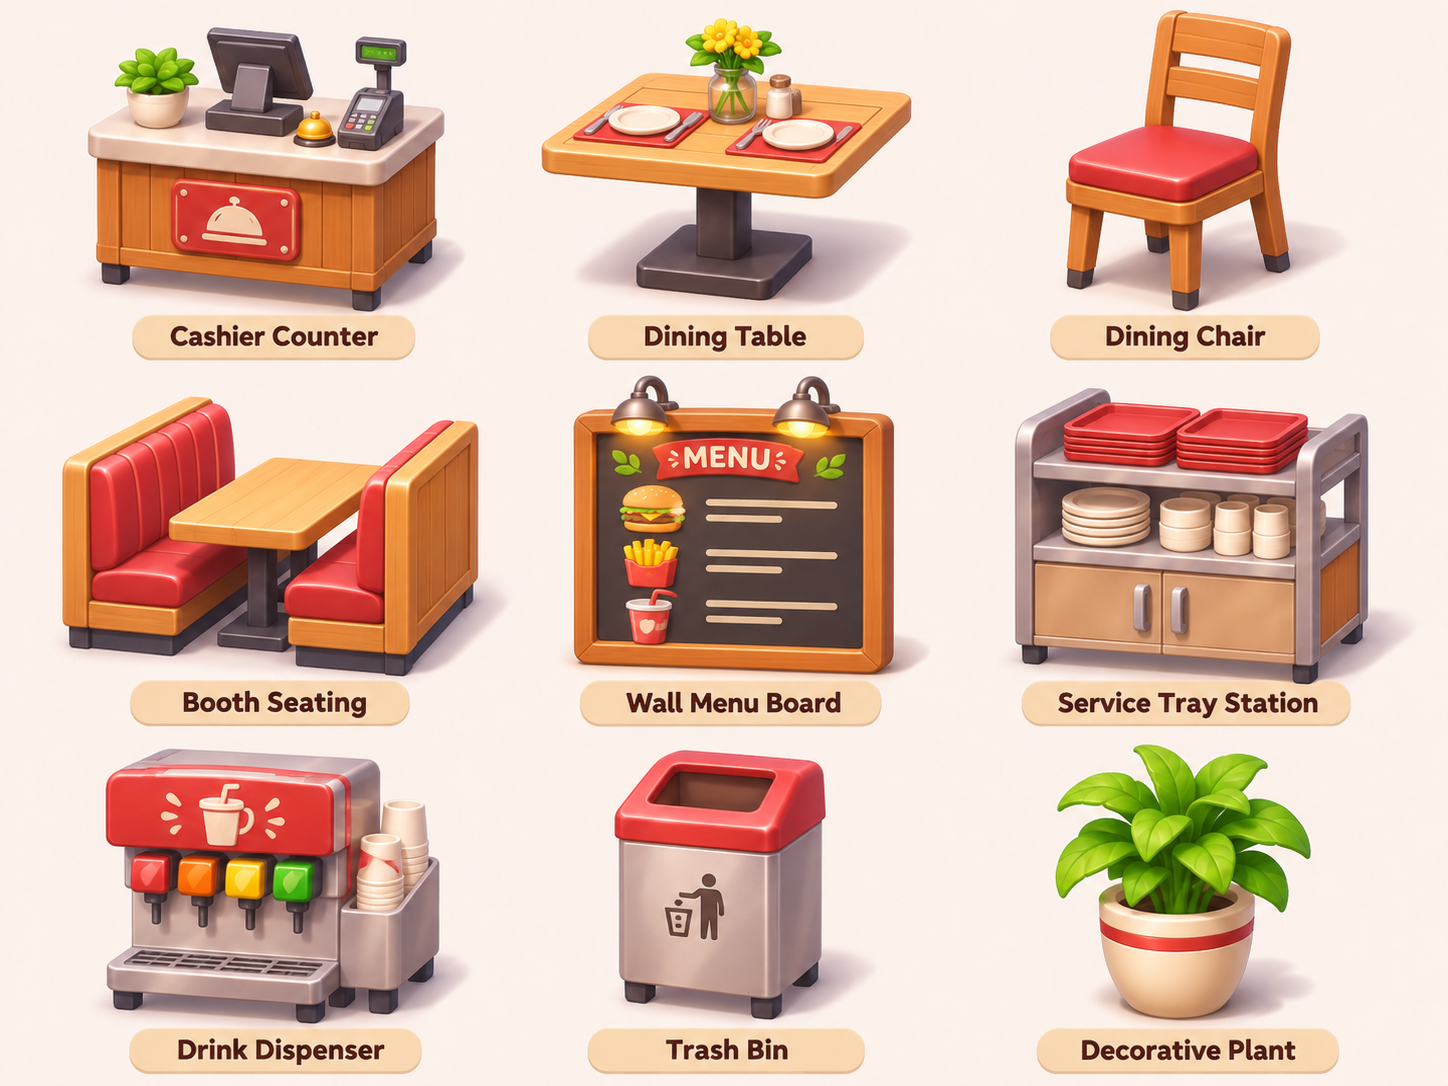 Cashier Counter
Dining Table
Dining Chair
MENU
Booth Seating
Wall Menu Board
Service Tray Station
Drink Dispenser
Trash Bin
Decorative Plant